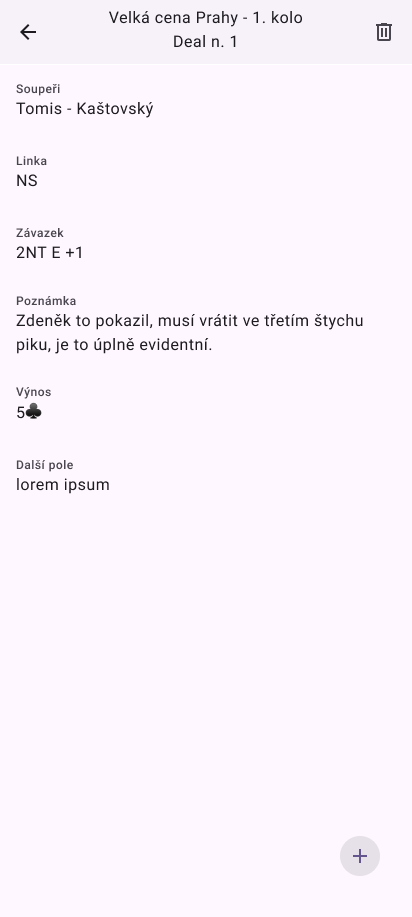 Velká cena Prahy - 1. kolo
Deal n. 1
Soupeři
Tomis - Kaštovský
Linka
NS
Závazek
2NT E +1
Poznámka
Zdeněk to pokazil, musí vrátit ve třetím štychu
piku, je to úplně evidentní.
Výnos
5♣
Další pole
lorem ipsum